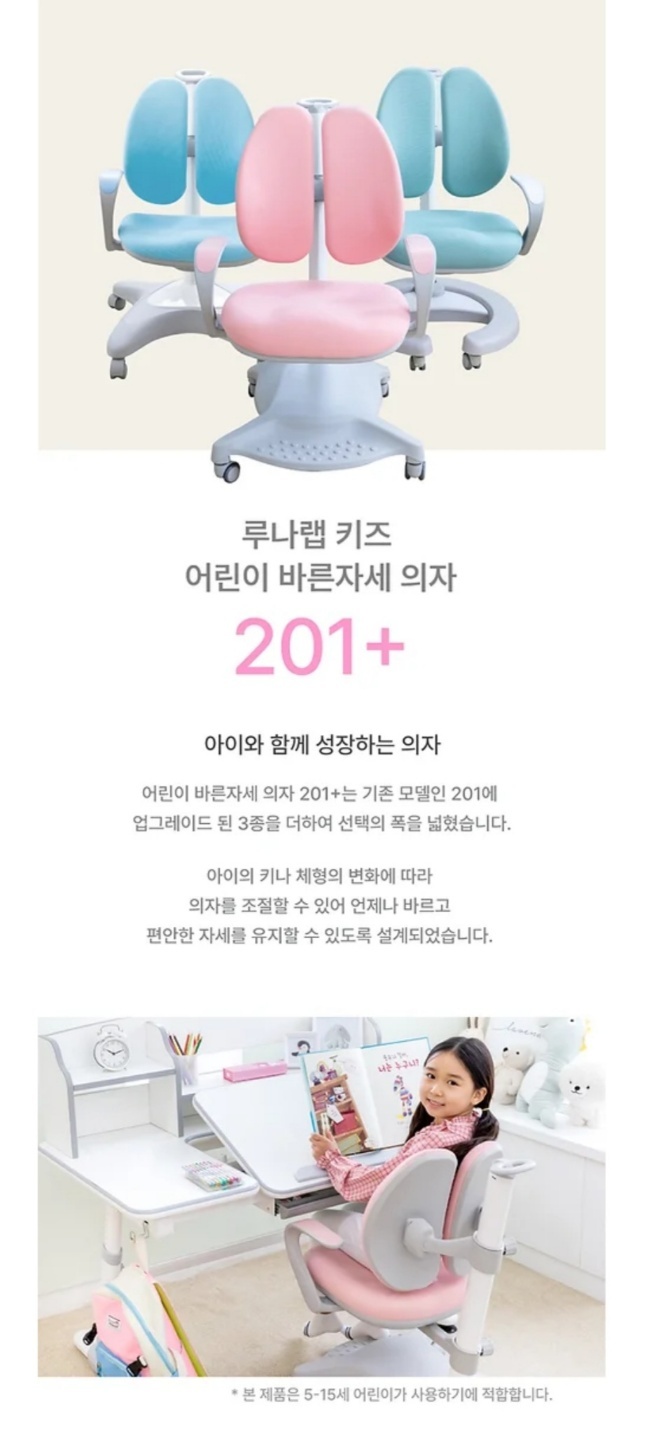 루나랩 키즈
어린이 바른자세 의자
201+
아이와 함께 성장하는 의자
어린이 바른자세 의자 201+는 기존 모델인 201에
업그레이드 된 3종을 더하여 선택의 폭을 넓혔습니다.
아이의 키나 체형의 변화에 따라
의자를 조절할 수 있어 언제나 바르고
편안한 자세를 유지할 수 있도록 설계되었습니다.
나는 누구니?
* 본 제품은 5-15세 어린이가 사용하기에 적합합니다.